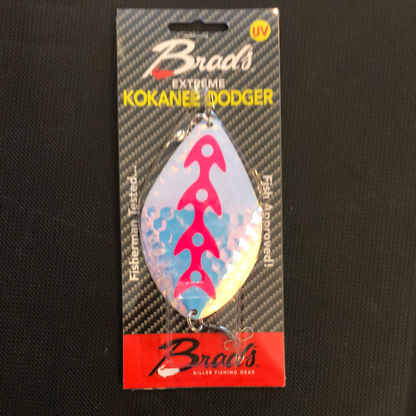 UV
Brad's
EXTREME
KOKANEE DODGER
Fisherman Tested...
Fish Approved!
Brad's
KILLER FISHING GEAR